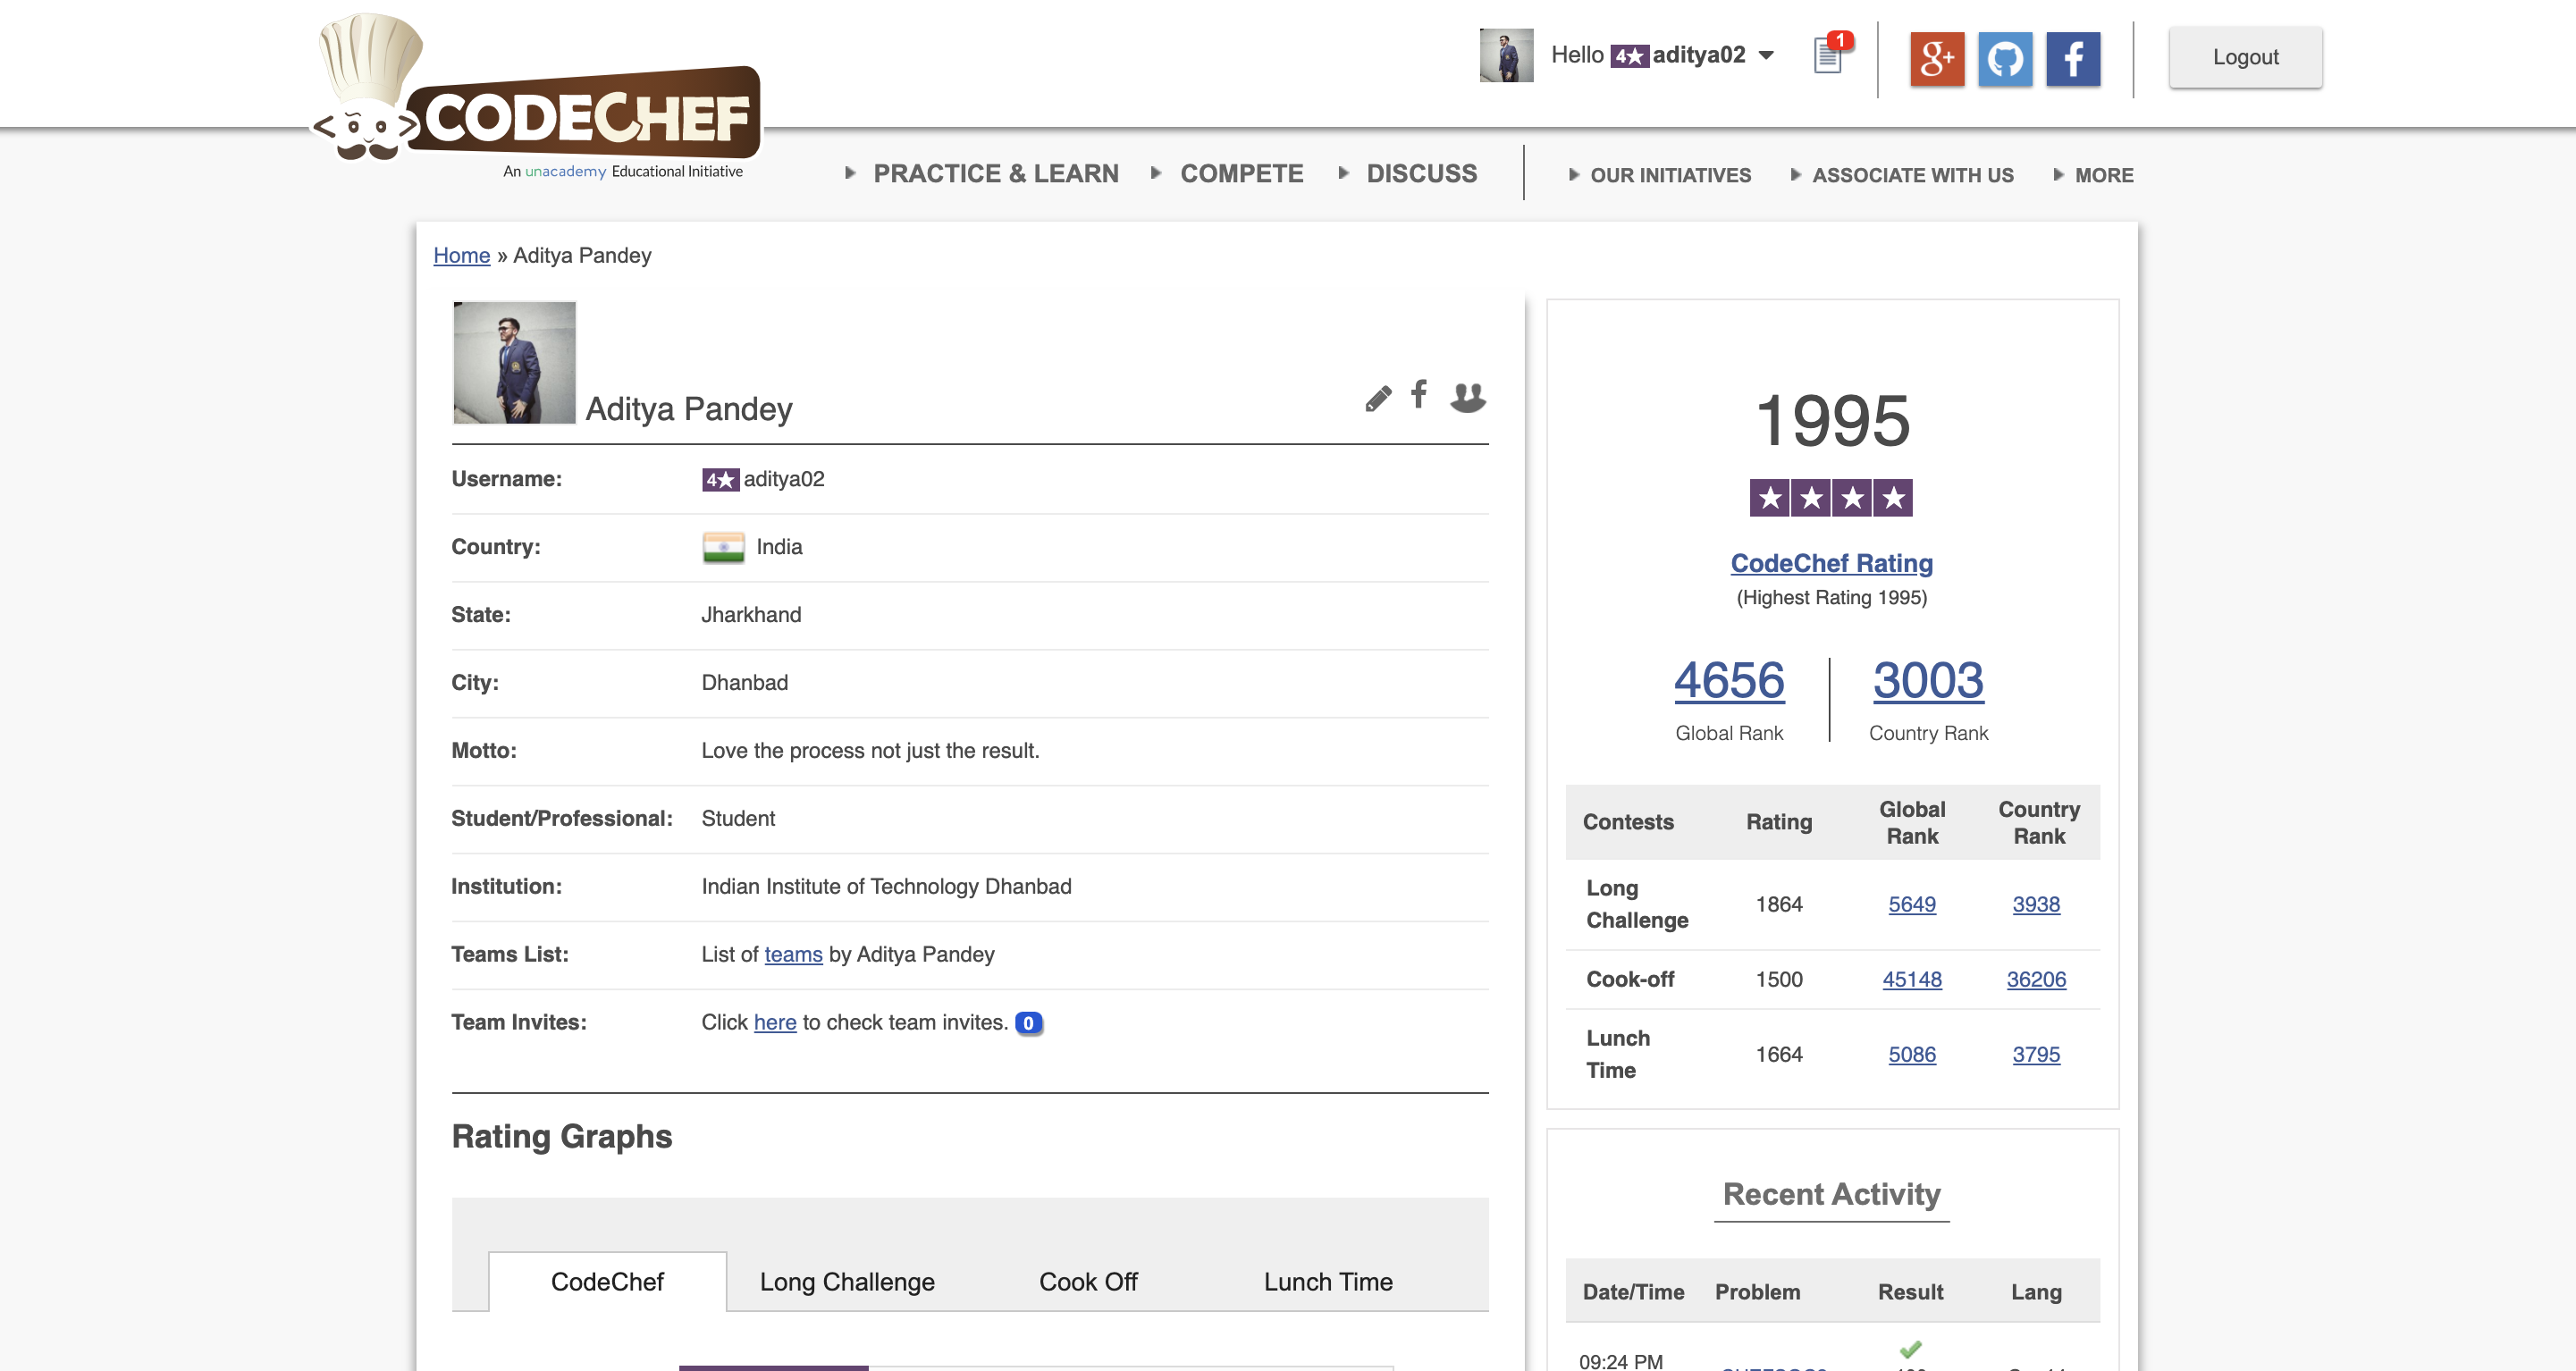 Hello 4★ aditya02
1
g+
f
Logout
CODECHEF
An unacademy Educational Initiative
PRACTICE & LEARN
COMPETE
DISCUSS
OUR INITIATIVES
ASSOCIATE WITH US
MORE
Home » Aditya Pandey
Aditya Pandey
Username: 4★ aditya02
Country: India
State: Jharkhand
City: Dhanbad
Motto: Love the process not just the result.
Student/Professional: Student
Institution: Indian Institute of Technology Dhanbad
Teams List: List of teams by Aditya Pandey
Team Invites: Click here to check team invites. 0
Rating Graphs
CodeChef Long Challenge Cook Off Lunch Time
1995
★★★★
CodeChef Rating
(Highest Rating 1995)
4656 3003
Global Rank Country Rank
Contests Rating Global Rank Country Rank
Long Challenge 1864 5649 3938
Cook-off 1500 45148 36206
Lunch Time 1664 5086 3795
Recent Activity
Date/Time Problem Result Lang
09:24 PM